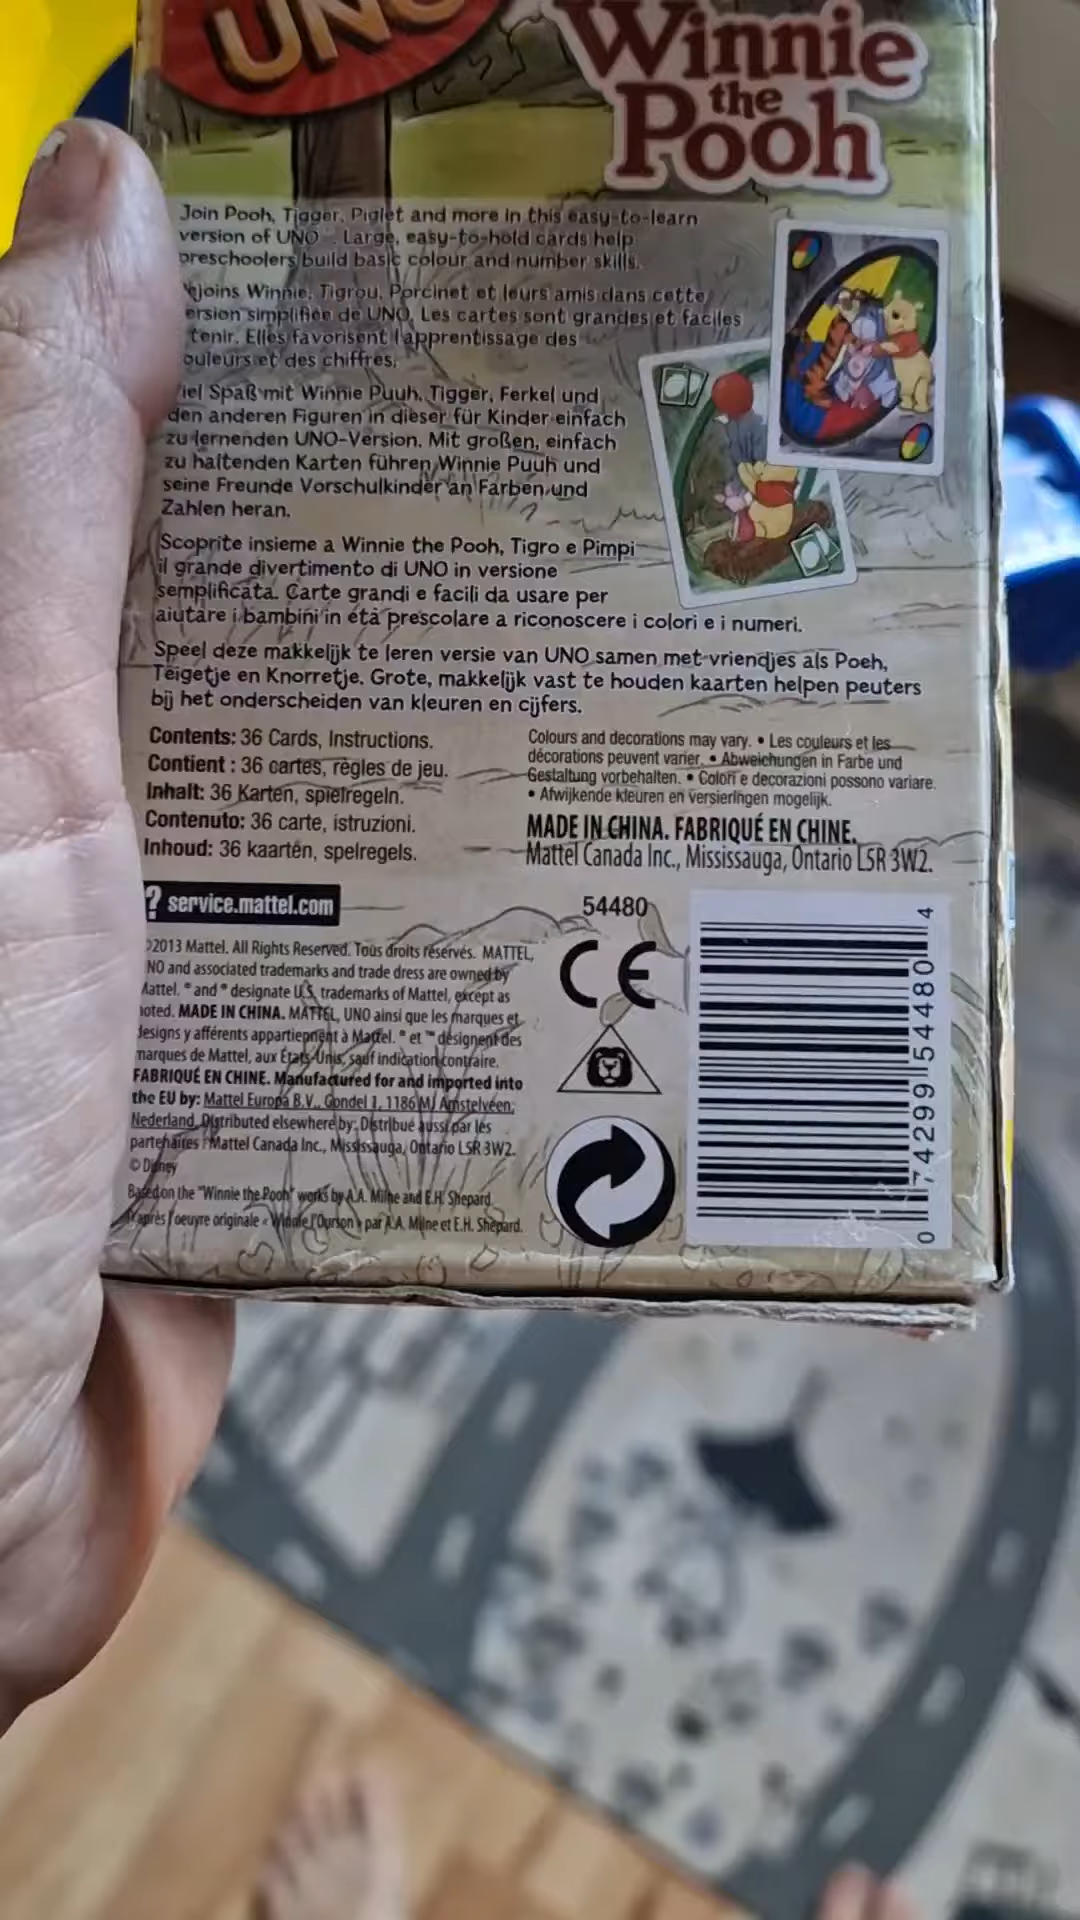 UNO
Winnie
the
Pooh
Join Pooh, Tigger, Piglet and more in this easy-to-learn
version of UNO Large, easy-to-hold cards help
preschoolers build basic colour and number skills.
joins Winnie, Tigrou, Porcinet et leurs amis dans cette
ersion simplifiée de UNO. Les cartes sont grandes et faciles
tenir. Elles favorisent l'apprentissage des
ouleurs et des chiffres.
iel Spaß mit Winnie Puuh, Tigger, Ferkel und
den anderen Figuren in dieser für Kinder einfach
zu lernenden UNO-Version. Mit großen, einfach
zu haltenden Karten führen Winnie Puuh und
seine Freunde Vorschulkinder an Farben und
Zahlen heran.
Scoprite insieme a Winnie the Pooh, Tigro e Pimpi
il grande divertimento di UNO in versione
semplificata. Carte grandi e facili da usare per
aiutare i bambini in età prescolare a riconoscere i colori e i numeri.
Speel deze makkelijk te leren versie van UNO samen met vriendjes als Poeh,
Teigetje en Knorretje. Grote, makkelijk vast te houden kaarten helpen peuters
bij het onderscheiden van kleuren en cijfers.
Contents: 36 Cards, Instructions.
Contient : 36 cartes, règles de jeu.
Inhalt: 36 Karten, spielregeln.
Contenuto: 36 carte, istruzioni.
Inhoud: 36 kaarten, spelregels.
Colours and decorations may vary. • Les couleurs et les
décorations peuvent varier. • Abweichungen in Farbe und
Gestaltung vorbehalten. • Colori e decorazioni possono variare.
• Afwijkende kleuren en versieringen mogelijk.
MADE IN CHINA. FABRIQUÉ EN CHINE.
Mattel Canada Inc., Mississauga, Ontario L5R 3W2.
? service.mattel.com
©2013 Mattel. All Rights Reserved. Tous droits réservés. MATTEL,
NO and associated trademarks and trade dress are owned by
Mattel. ® and ® designate U.S. trademarks of Mattel, except as
noted. MADE IN CHINA. MATTEL, UNO ainsi que les marques et
designs y afférents appartiennent à Mattel. ® et ™ désignent des
marques de Mattel, aux États-Unis, sauf indication contraire.
FABRIQUÉ EN CHINE. Manufactured for and imported into
the EU by: Mattel Europa B.V., Gondel 1, 1186 MJ Amstelveen,
Nederland. Distributed elsewhere by: Distribué aussi par les
partenaires : Mattel Canada Inc., Mississauga, Ontario L5R 3W2.
© Disney
Based on the "Winnie the Pooh" works by A.A. Milne and E.H. Shepard.
D'après l'oeuvre originale « Winnie l'Ourson » par A.A. Milne et E.H. Shepard.
54480
CE
0 74299 54480 4